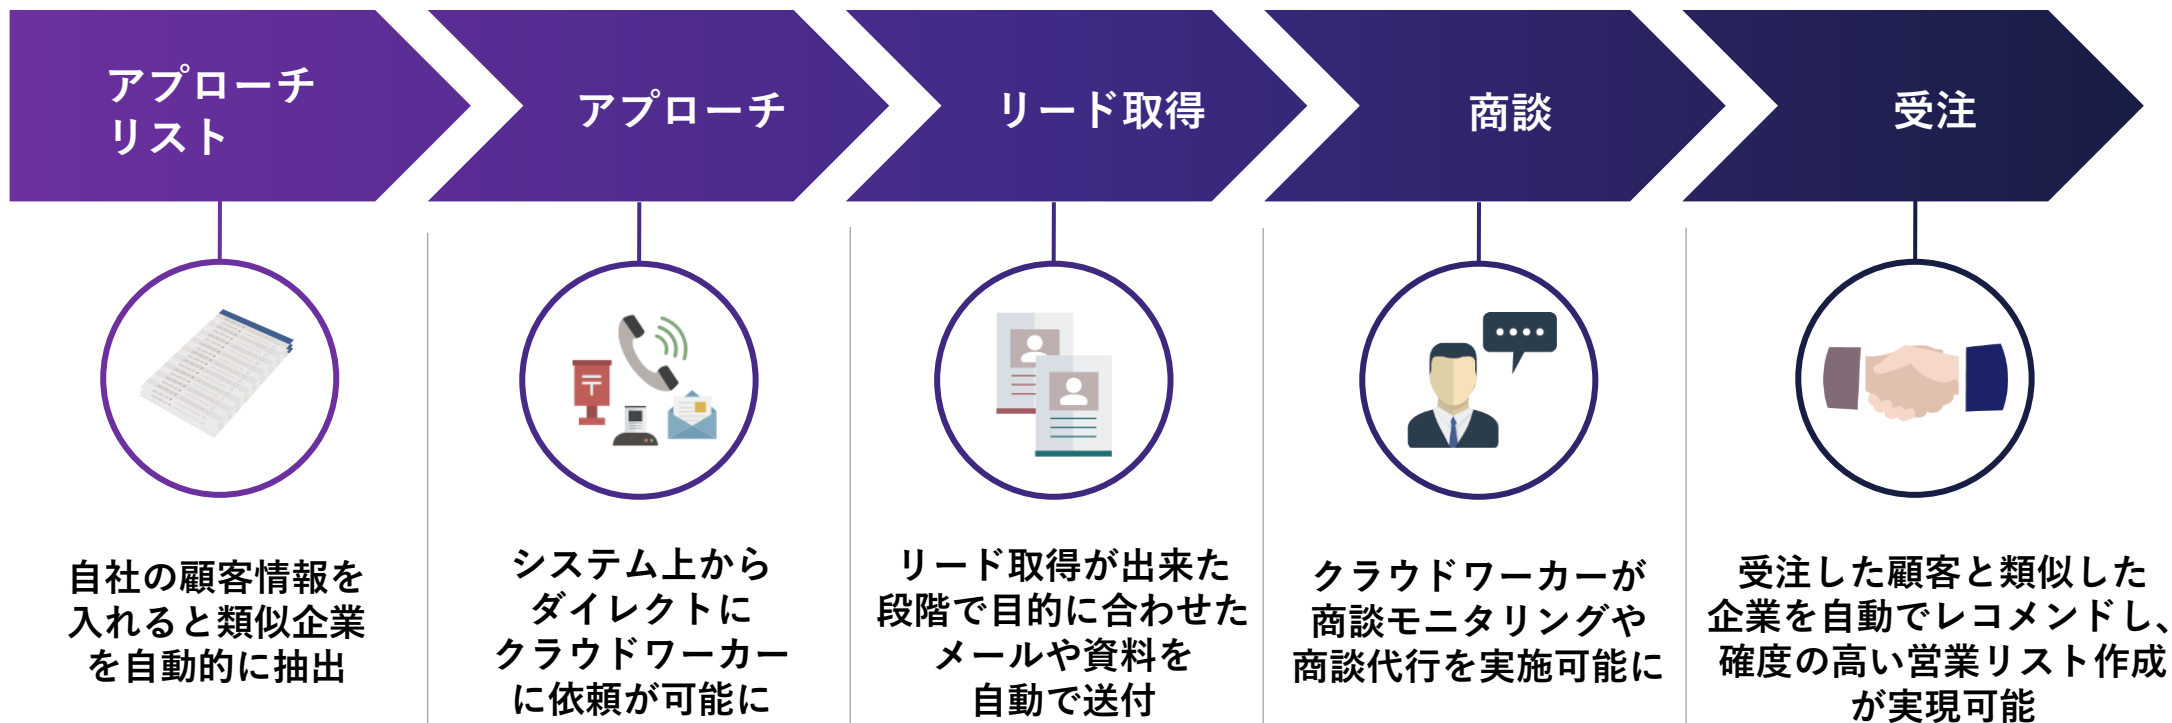 アプローチ
リスト
アプローチ
リード取得
商談
受注
〒
自社の顧客情報を
入れると類似企業
を自動的に抽出
システム上から
ダイレクトに
クラウドワーカー
に依頼が可能に
リード取得が出来た
段階で目的に合わせた
メールや資料を
自動で送付
クラウドワーカーが
商談モニタリングや
商談代行を実施可能に
受注した顧客と類似した
企業を自動でレコメンドし、
確度の高い営業リスト作成
が実現可能